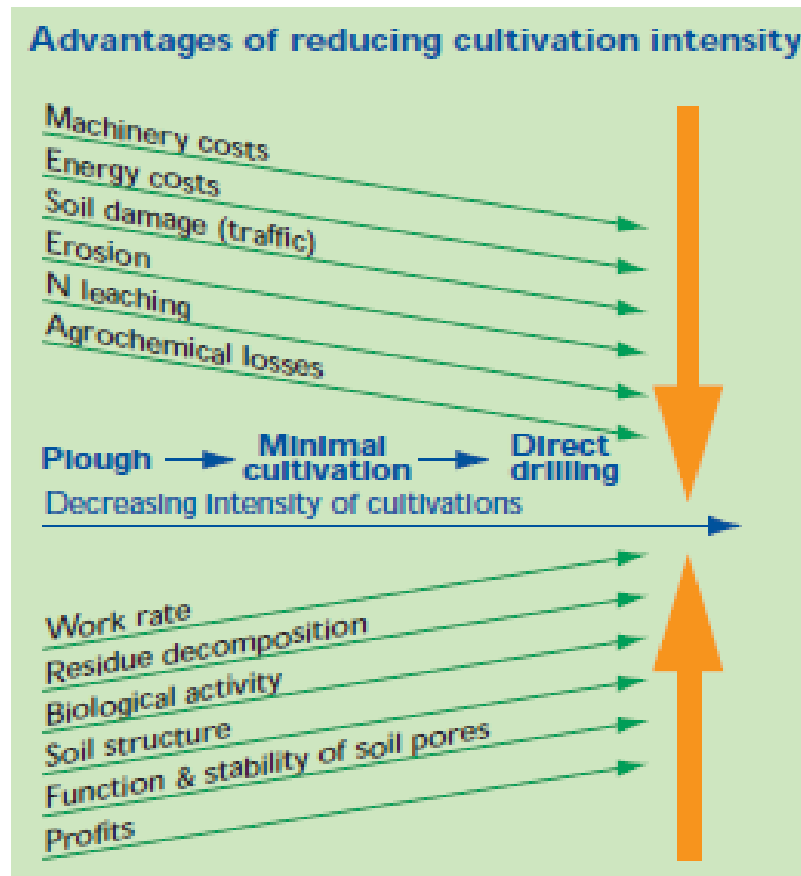 Advantages of reducing cultivation intensity
Machinery costs
Energy costs
Soil damage (traffic)
Erosion
N leaching
Agrochemical losses
Plough
Minimal
cultivation
Direct
drilling
Decreasing intensity of cultivations
Work rate
Residue decomposition
Biological activity
Soil structure
Function & stability of soil pores
Profits